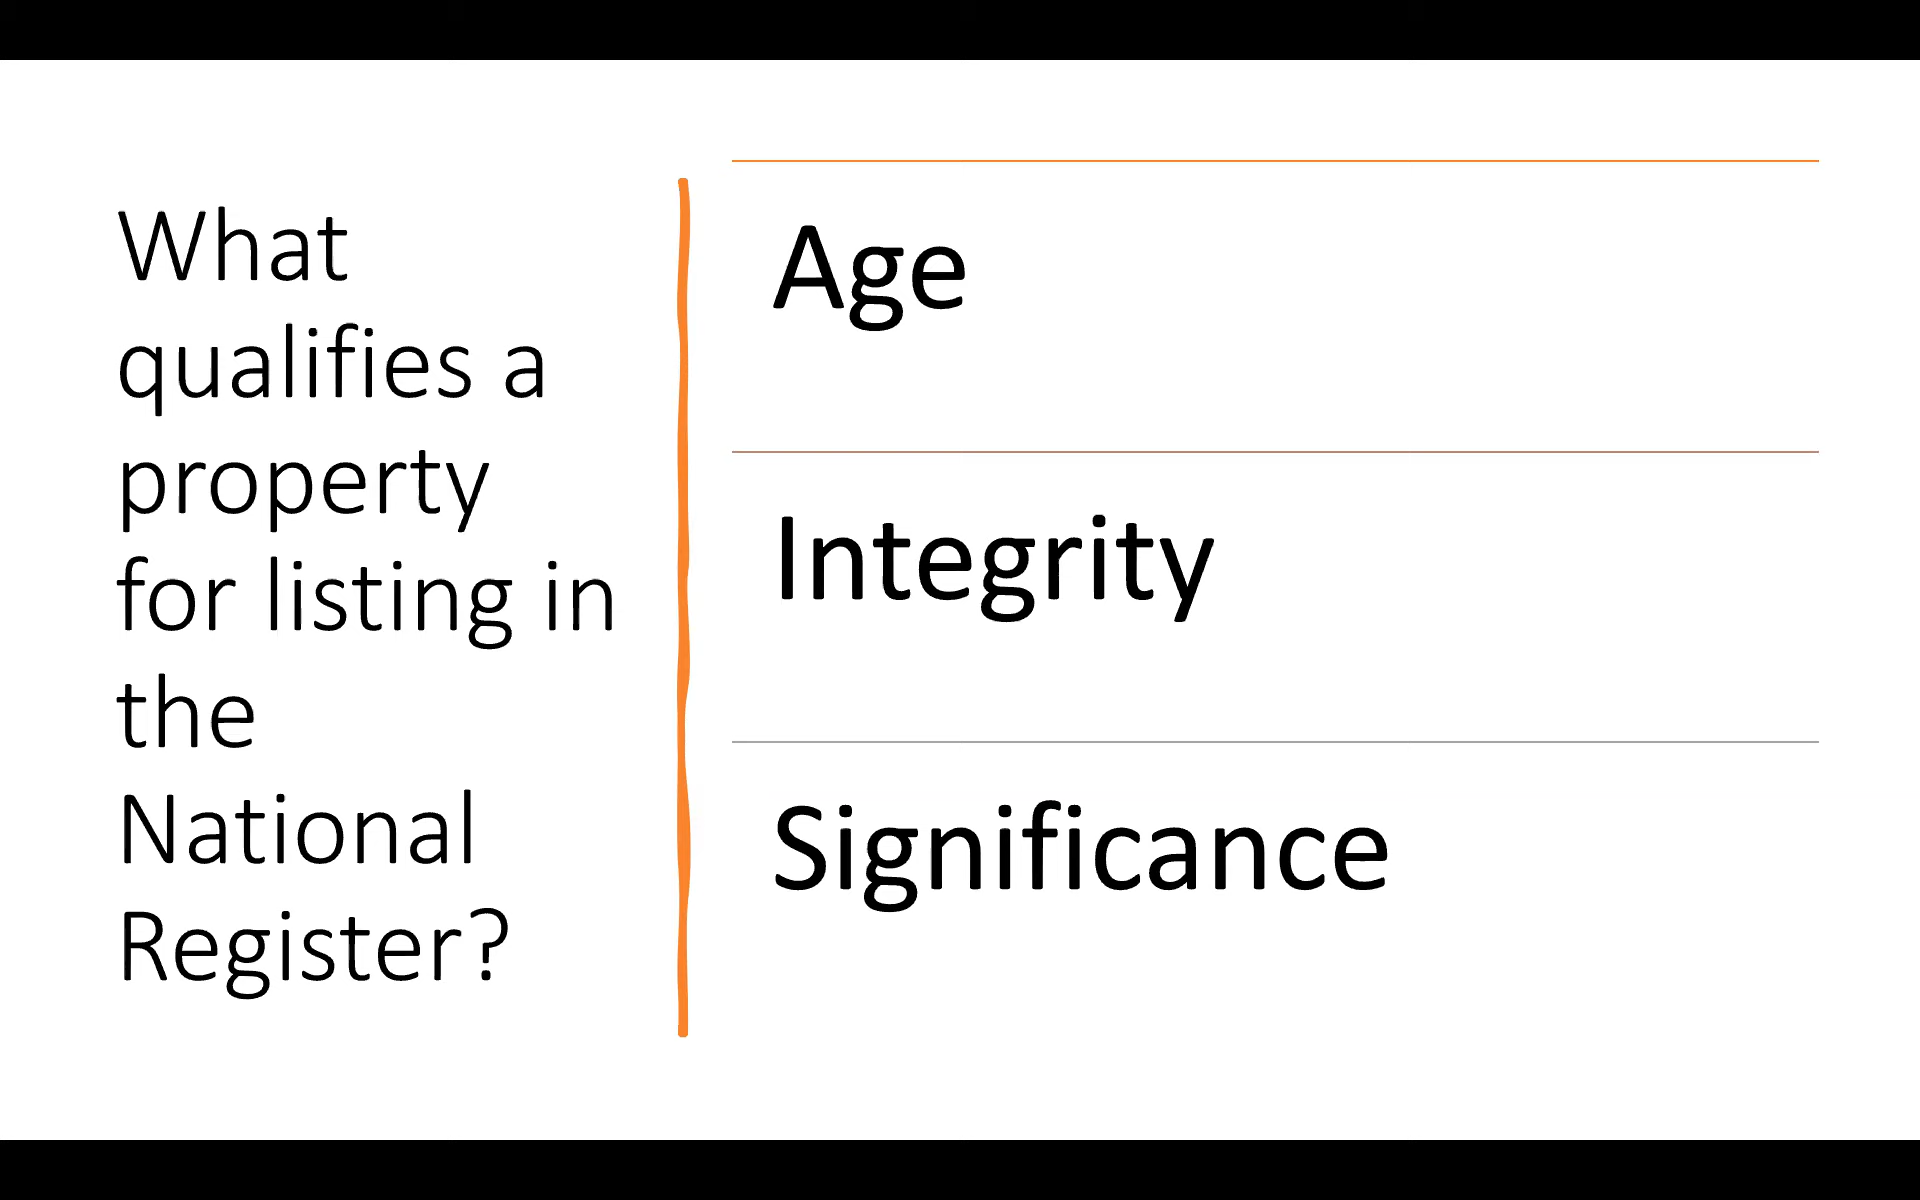 What
qualifies a
property
for listing in
the
National
Register?
Age
Integrity
Significance